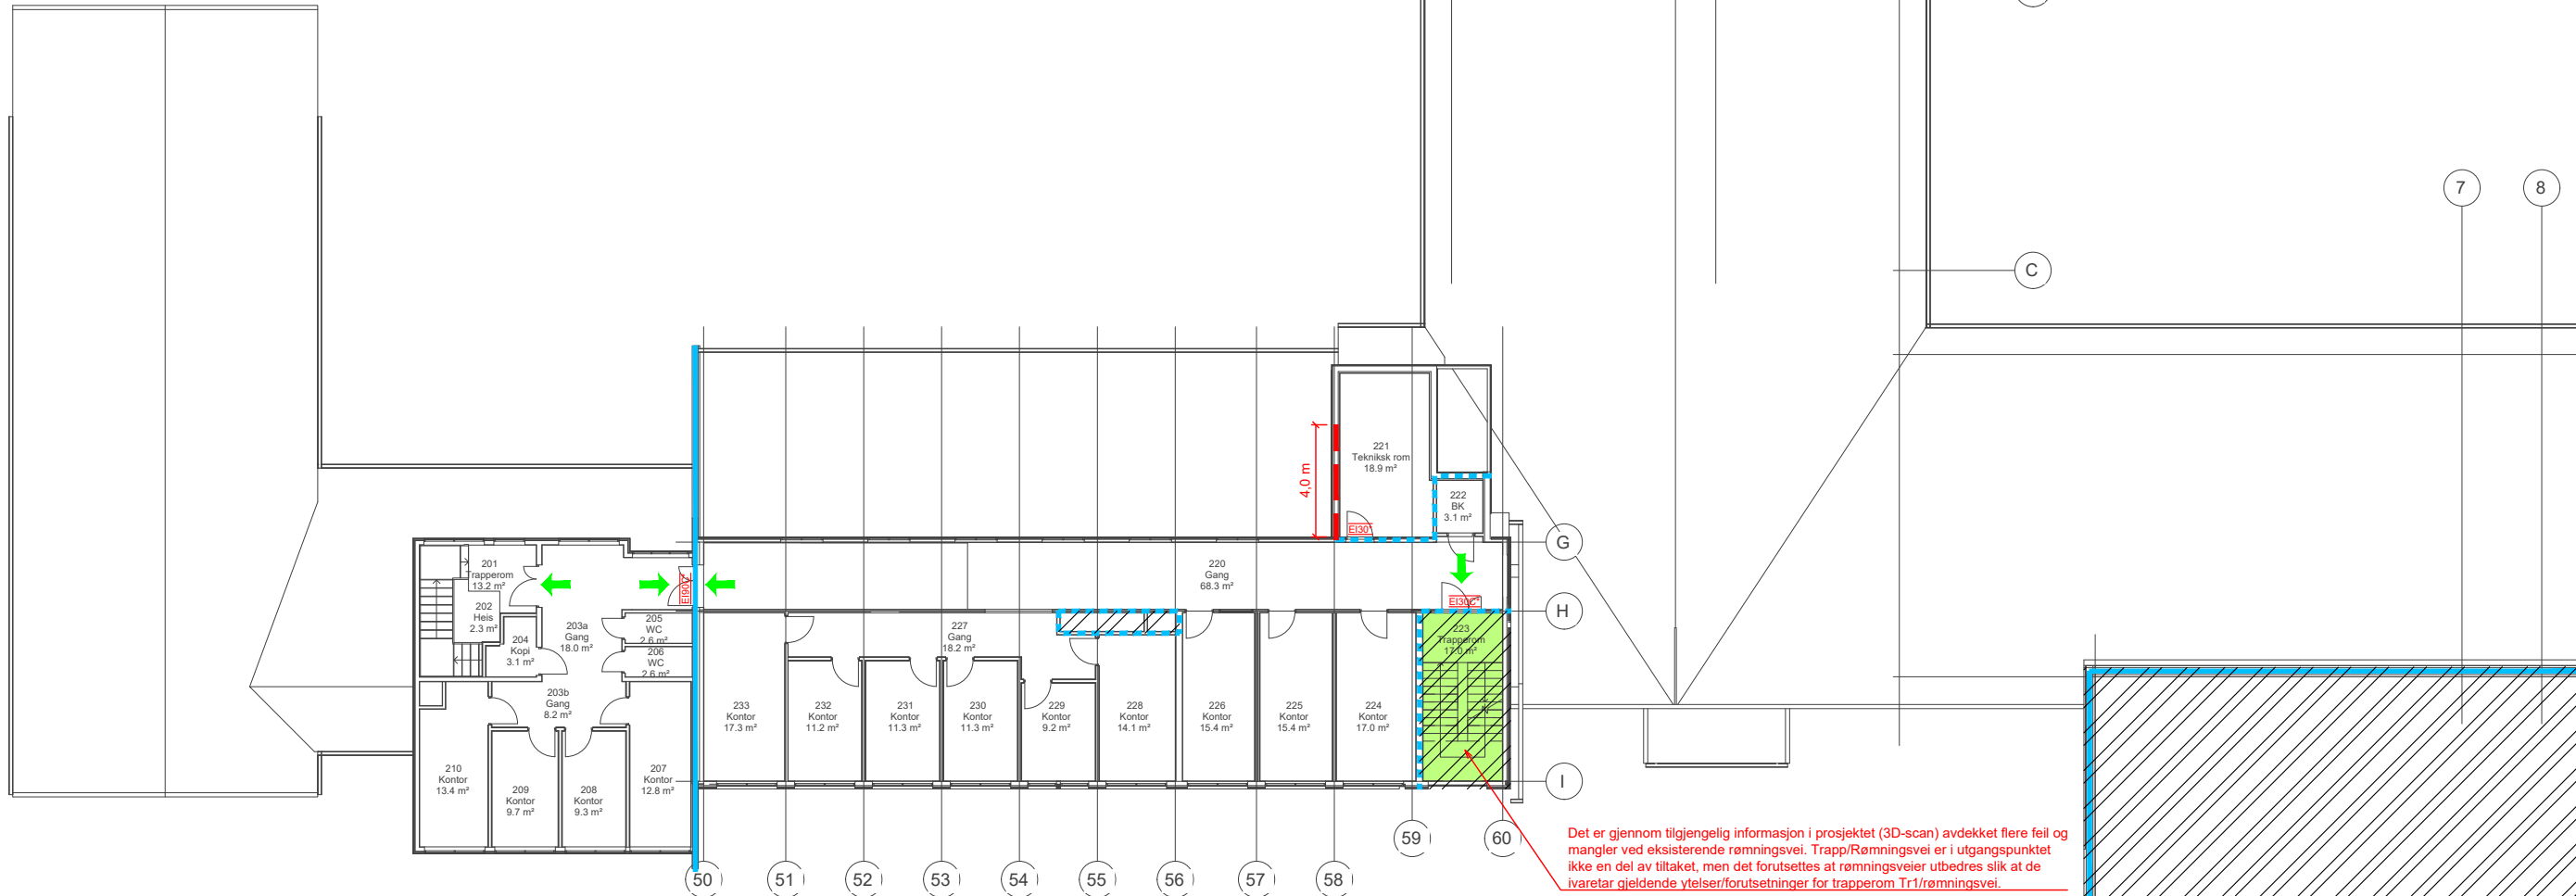 7
8
C
4,0 m
221
Tekniksk rom
18.9 m²
EI30*
222
BK
3.1 m²
G
201
Trapperom
13.2 m²
202
Heis
2.3 m²
204
Kopi
3.1 m²
203a
Gang
18.0 m²
205
WC
2.6 m²
206
WC
2.6 m²
203b
Gang
8.2 m²
220
Gang
68.3 m²
H
227
Gang
18.2 m²
223
Trapperom
17.0 m²
210
Kontor
13.4 m²
209
Kontor
9.7 m²
208
Kontor
9.3 m²
207
Kontor
12.8 m²
233
Kontor
17.3 m²
232
Kontor
11.2 m²
231
Kontor
11.3 m²
230
Kontor
11.3 m²
229
Kontor
9.2 m²
228
Kontor
14.1 m²
226
Kontor
15.4 m²
225
Kontor
15.4 m²
224
Kontor
17.0 m²
I
59
60
50
51
52
53
54
55
56
57
58
Det er gjennom tilgjengelig informasjon i prosjektet (3D-scan) avdekket flere feil og
mangler ved eksisterende rømningsvei. Trapp/Rømningsvei er i utgangspunktet
ikke en del av tiltaket, men det forutsettes at rømningsveier utbedres slik at de
ivaretar gjeldende ytelser/forutsetninger for trapperom Tr1/rømningsvei.